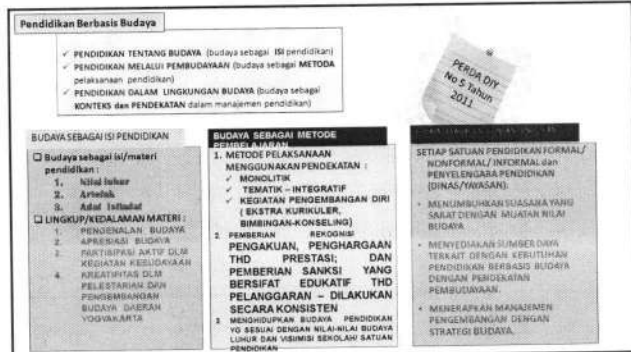 Pendidikan Berbasis Budaya
✓ PENDIDIKAN TENTANG BUDAYA (budaya sebagai ISI pendidikan)
✓ PENDIDIKAN MELALUI PEMBUDAYAAN (budaya sebagai METODA
pelaksanaan pendidikan)
✓ PENDIDIKAN DALAM LINGKUNGAN BUDAYA (budaya sebagai
KONTEKS dan PENDEKATAN dalam manajemen pendidikan)
PERDA DIY
No 5 Tahun
2011
BUDAYA SEBAGAI ISI PENDIDIKAN
❑ Budaya sebagai isi/materi
pendidikan :
1. Nilai luhur
2. Artefak
3. Adat istiadat
❑ LINGKUP/KEDALAMAN MATERI :
1. PENGENALAN BUDAYA
2. APRESIASI BUDAYA
3. PARTISIPASI AKTIF DLM
KEGIATAN KEBUDAYAAN
4. KREATIFITAS DLM
PELESTARIAN DAN
PENGEMBANGAN
BUDAYA DAERAH
YOGYAKARTA
BUDAYA SEBAGAI METODE
PEMBELAJARAN
1. METODE PELAKSANAAN
MENGGUNAKAN PENDEKATAN :
✓ MONOLITIK
✓ TEMATIK – INTEGRATIF
✓ KEGIATAN PENGEMBANGAN DIRI
( EKSTRA KURIKULER,
BIMBINGAN-KONSELING)
2. PEMBERIAN REKOGNISI
PENGAKUAN, PENGHARGAAN
THD PRESTASI; DAN
PEMBERIAN SANKSI YANG
BERSIFAT EDUKATIF THD
PELANGGARAN – DILAKUKAN
SECARA KONSISTEN
3. MENGHIDUPKAN BUDAYA PENDIDIKAN
YG SESUAI DENGAN NILAI-NILAI BUDAYA
LUHUR DAN VISIMISI SEKOLAH/ SATUAN
PENDIDIKAN
SETIAP SATUAN PENDIDIKAN FORMAL/
NONFORMAL/ INFORMAL dan
PENYELENGARA PENDIDIKAN
(DINAS/YAYASAN):
• MENUMBUHKAN SUASANA YANG
SARAT DENGAN MUATAN NILAI
BUDAYA
• MENYEDIAKAN SUMBER DAYA
TERKAIT DENGAN KEBUTUHAN
PENDIDIKAN BERBASIS BUDAYA
DENGAN PENDEKATAN
PEMBUDAYAAN.
• MENERAPKAN MANAJEMEN
PENGEMBANGAN DENGAN
STRATEGI BUDAYA.